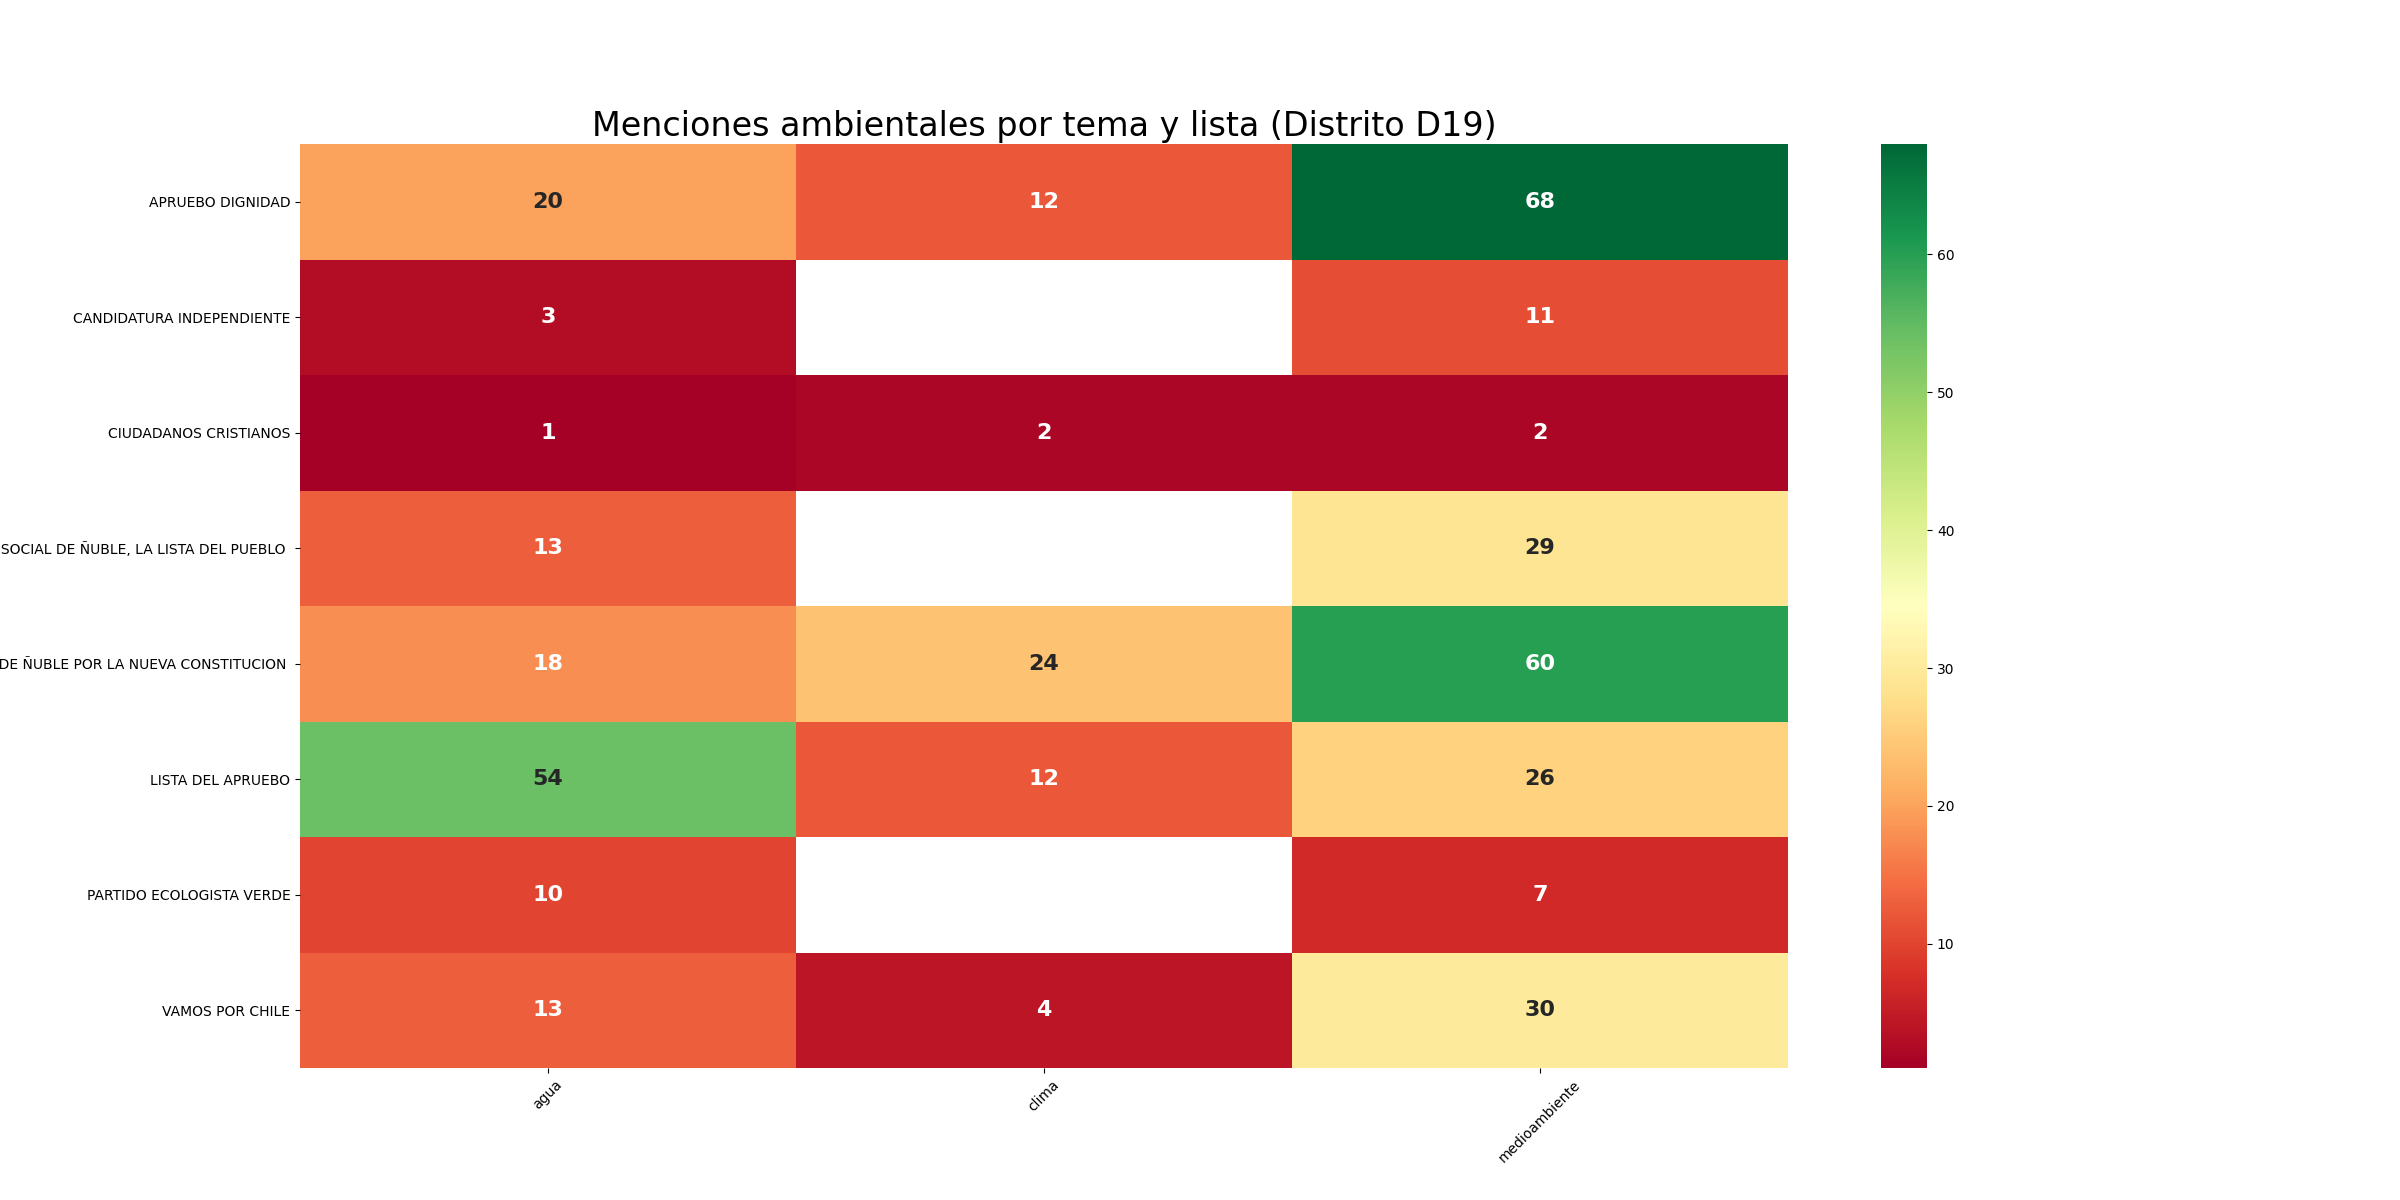 Menciones ambientales por tema y lista (Distrito D19)
APRUEBO DIGNIDAD 20 12 68
CANDIDATURA INDEPENDIENTE 3 11
CIUDADANOS CRISTIANOS 1 2 2
SOCIAL DE ÑUBLE, LA LISTA DEL PUEBLO 13 29
DE ÑUBLE POR LA NUEVA CONSTITUCION 18 24 60
LISTA DEL APRUEBO 54 12 26
PARTIDO ECOLOGISTA VERDE 10 7
VAMOS POR CHILE 13 4 30
agua clima medioambiente
60
50
40
30
20
10